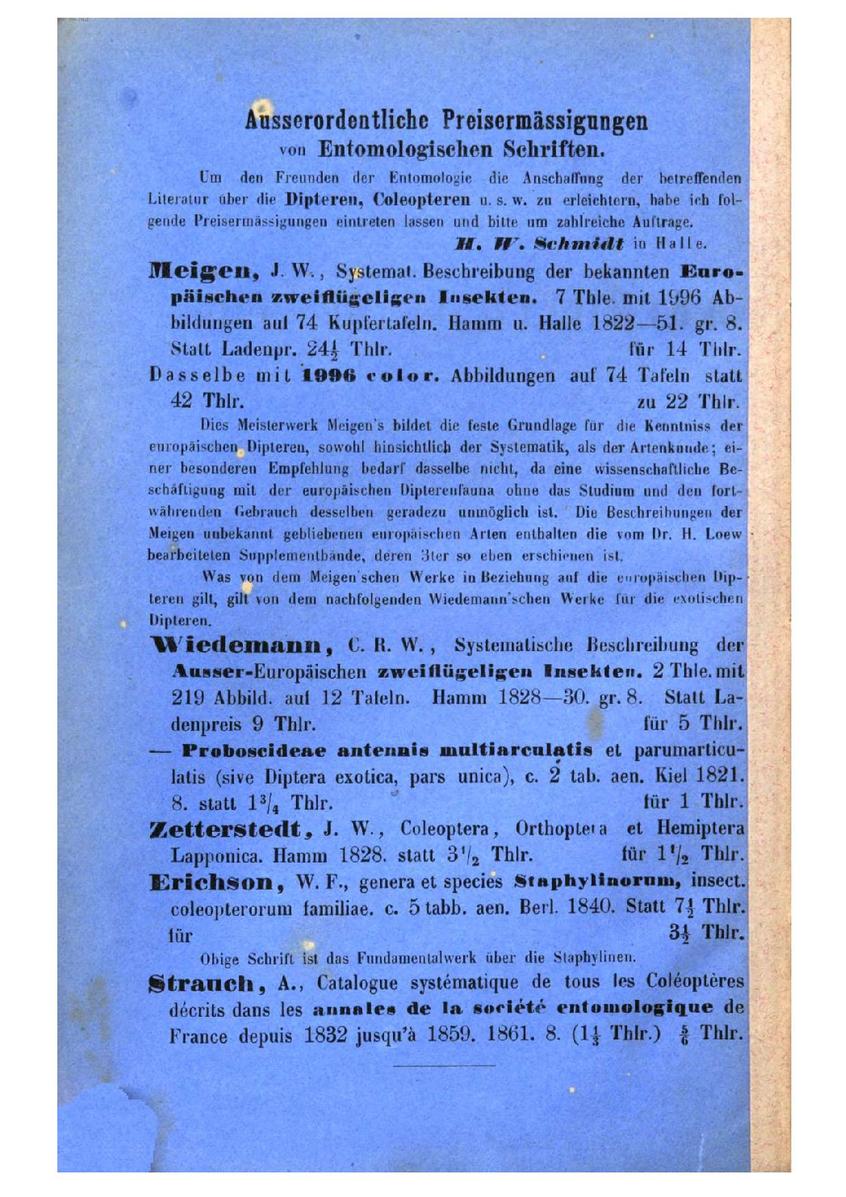 Ausserordentliche Preisermässigungen
von Entomologischen Schriften.
Um den Freunden der Entomologie die Anschaffung der betreffenden
Literatur über die Dipteren, Coleopteren u. s. w. zu erleichtern, habe ich fol-
gende Preisermässigungen eintreten lassen und bitte um zahlreiche Aufträge.
H. W. Schmidt in Halle.
Meigen, J. W., Systemat. Beschreibung der bekannten Euro-
päischen zweiflügeligen Insekten. 7 Thle. mit 1996 Ab-
bildungen auf 74 Kupfertafeln. Hamm u. Halle 1822—51. gr. 8.
Statt Ladenpr. 24½ Thlr. für 14 Thlr.
Dasselbe mit 1996 color. Abbildungen auf 74 Tafeln statt
42 Thlr. zu 22 Thlr.
Dies Meisterwerk Meigen's bildet die feste Grundlage für die Kenntniss der
europäischen Dipteren, sowohl hinsichtlich der Systematik, als der Artenkunde; ei-
ner besonderen Empfehlung bedarf dasselbe nicht, da eine wissenschaftliche Be-
schäftigung mit der europäischen Dipterenfauna ohne das Studium und den fort-
währenden Gebrauch desselben geradezu unmöglich ist. Die Beschreibungen der
Meigen unbekannt gebliebenen europäischen Arten enthalten die vom Dr. H. Loew
bearbeiteten Supplementbände, deren 3ter so eben erschienen ist.
Was von dem Meigen'schen Werke in Beziehung auf die europäischen Dip-
teren gilt, gilt von dem nachfolgenden Wiedemann'schen Werke für die exotischen
Dipteren.
Wiedemann, C. R. W., Systematische Beschreibung der
Ausser-Europäischen zweiflügeligen Insekten. 2 Thle. mit
219 Abbild. auf 12 Tafeln. Hamm 1828—30. gr. 8. Statt La-
denpreis 9 Thlr. für 5 Thlr.
— Proboscideae antennis multiarculatis et parumarticu-
latis (sive Diptera exotica, pars unica), c. 2 tab. aen. Kiel 1821.
8. statt 1¾ Thlr. für 1 Thlr.
Zetterstedt, J. W., Coleoptera, Orthoptera et Hemiptera
Lapponica. Hamm 1828. statt 3½ Thlr. für 1½ Thlr.
Erichson, W. F., genera et species Staphylinorum, insect.
coleopterorum familiae. c. 5 tabb. aen. Berl. 1840. Statt 7½ Thlr.
für 3½ Thlr.
Obige Schrift ist das Fundamentalwerk über die Staphylinen.
Strauch, A., Catalogue systématique de tous les Coléoptères
décrits dans les annales de la société entomologique de
France depuis 1832 jusqu'à 1859. 1861. 8. (1⅓ Thlr.) ⅚ Thlr.